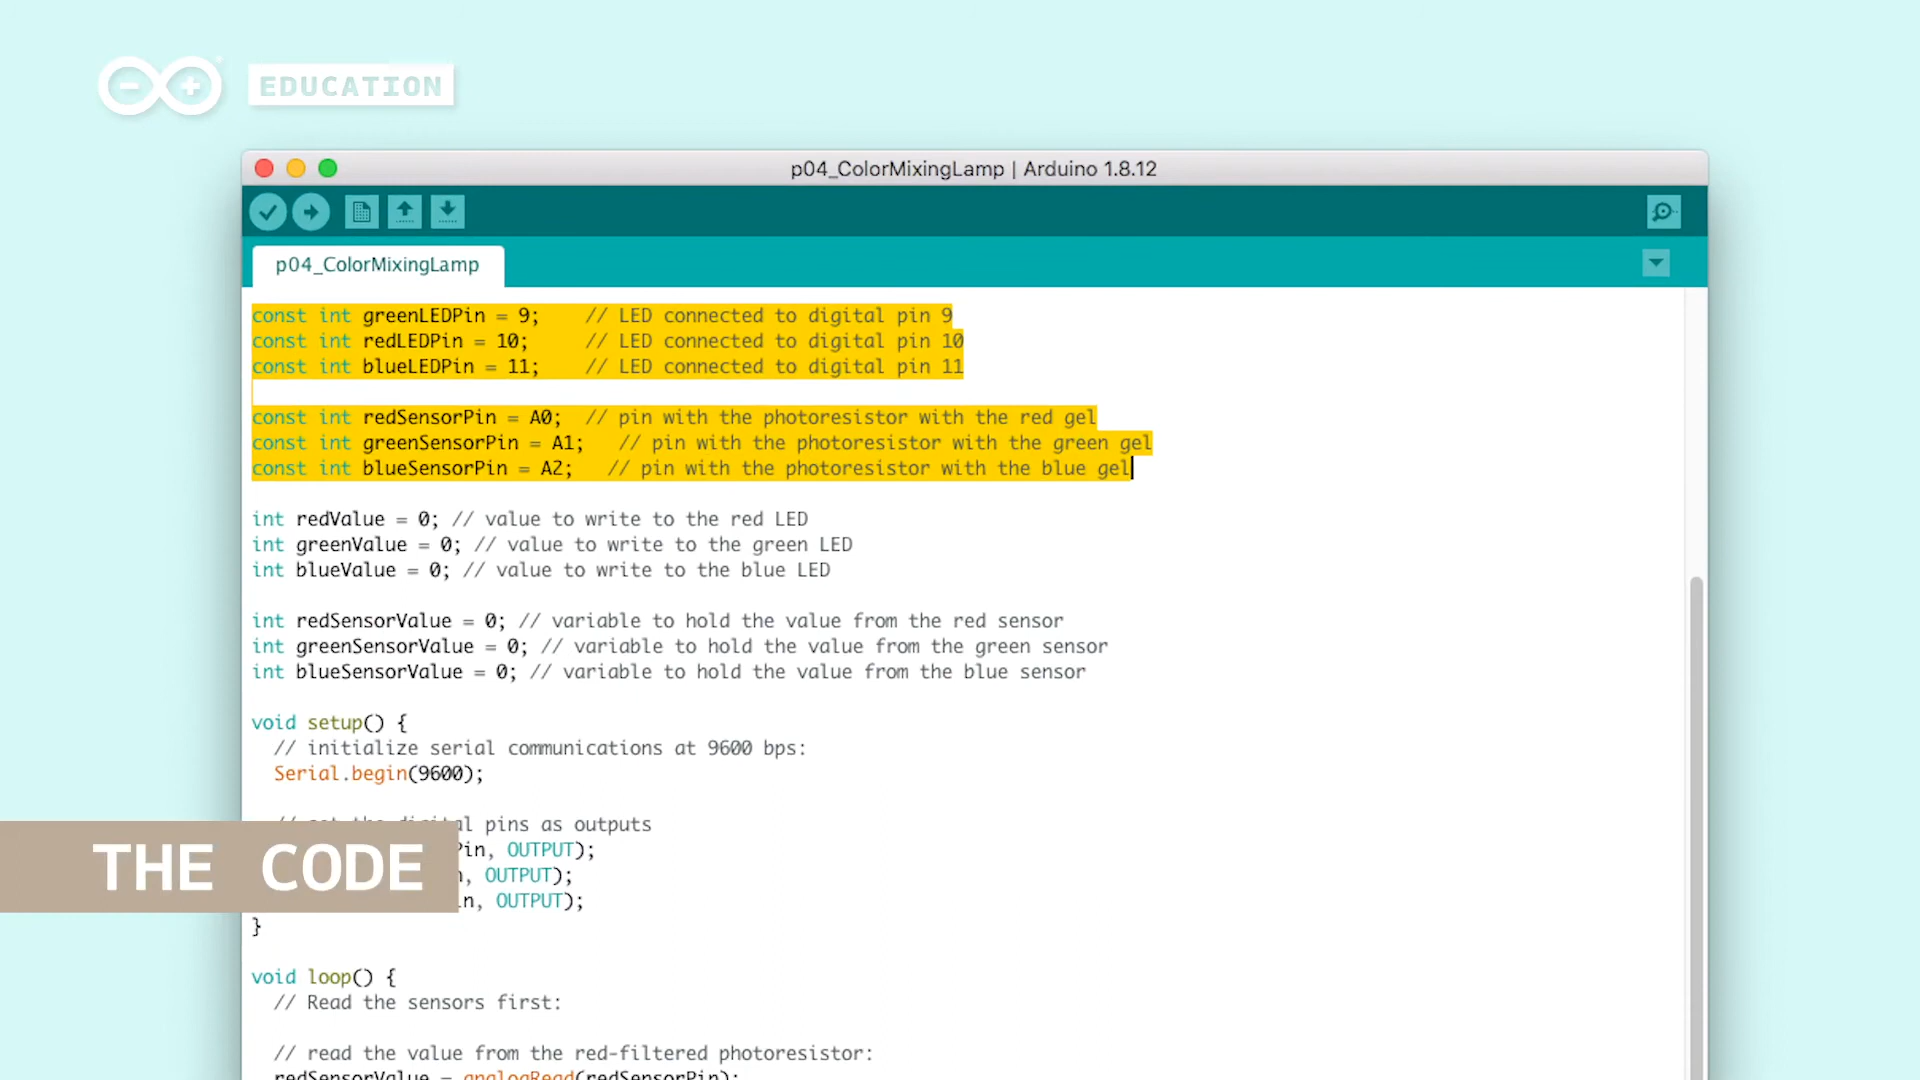 EDUCATION
p04_ColorMixingLamp | Arduino 1.8.12
p04_ColorMixingLamp
const int greenLEDPin = 9;    // LED connected to digital pin 9
const int redLEDPin = 10;     // LED connected to digital pin 10
const int blueLEDPin = 11;    // LED connected to digital pin 11
const int redSensorPin = A0;  // pin with the photoresistor with the red gel
const int greenSensorPin = A1;   // pin with the photoresistor with the green gel
const int blueSensorPin = A2;   // pin with the photoresistor with the blue gel
int redValue = 0; // value to write to the red LED
int greenValue = 0; // value to write to the green LED
int blueValue = 0; // value to write to the blue LED
int redSensorValue = 0; // variable to hold the value from the red sensor
int greenSensorValue = 0; // variable to hold the value from the green sensor
int blueSensorValue = 0; // variable to hold the value from the blue sensor
void setup() {
// initialize serial communications at 9600 bps:
Serial.begin(9600);
pins as outputs
OUTPUT);
OUTPUT);
OUTPUT);
THE CODE
}
void loop() {
// Read the sensors first:
// read the value from the red-filtered photoresistor:
redSensorValue = analogRead(redSensorPin);